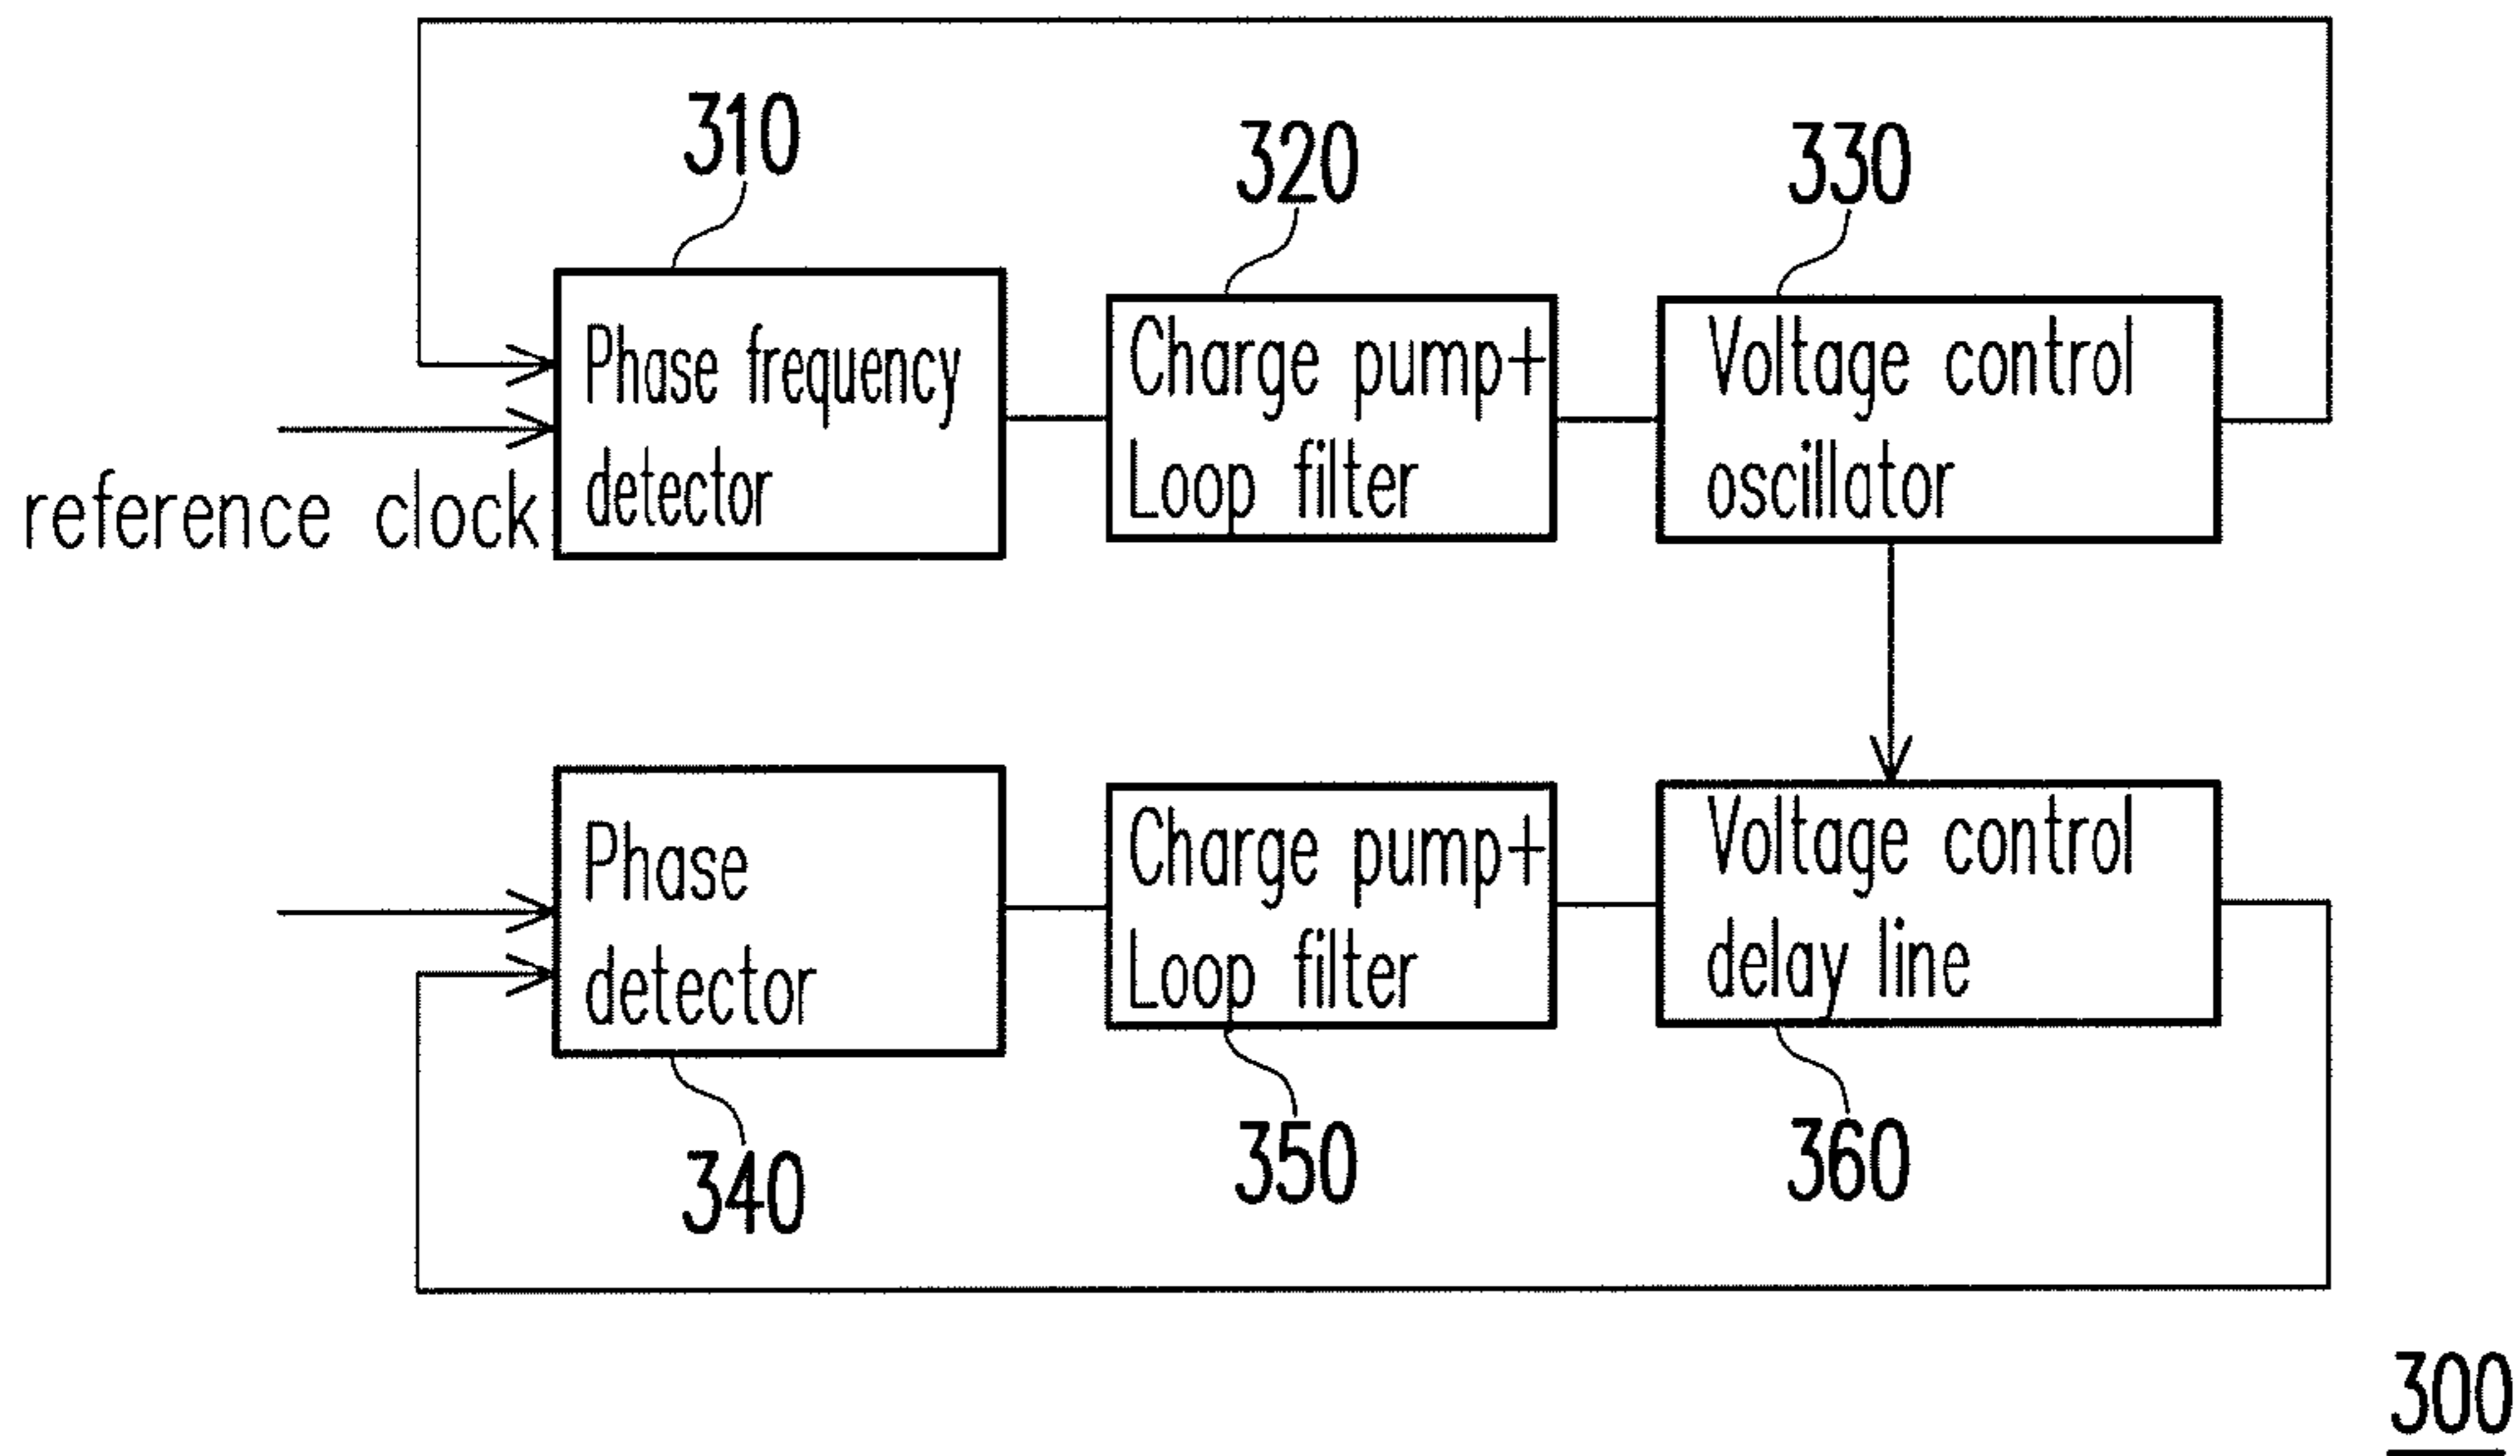 310
320
330
Phase frequency
detector
Charge pump+
Loop filter
Voltage control
oscillator
reference clock
Phase
detector
Charge pump+
Loop filter
Voltage control
delay line
340
350
360
300